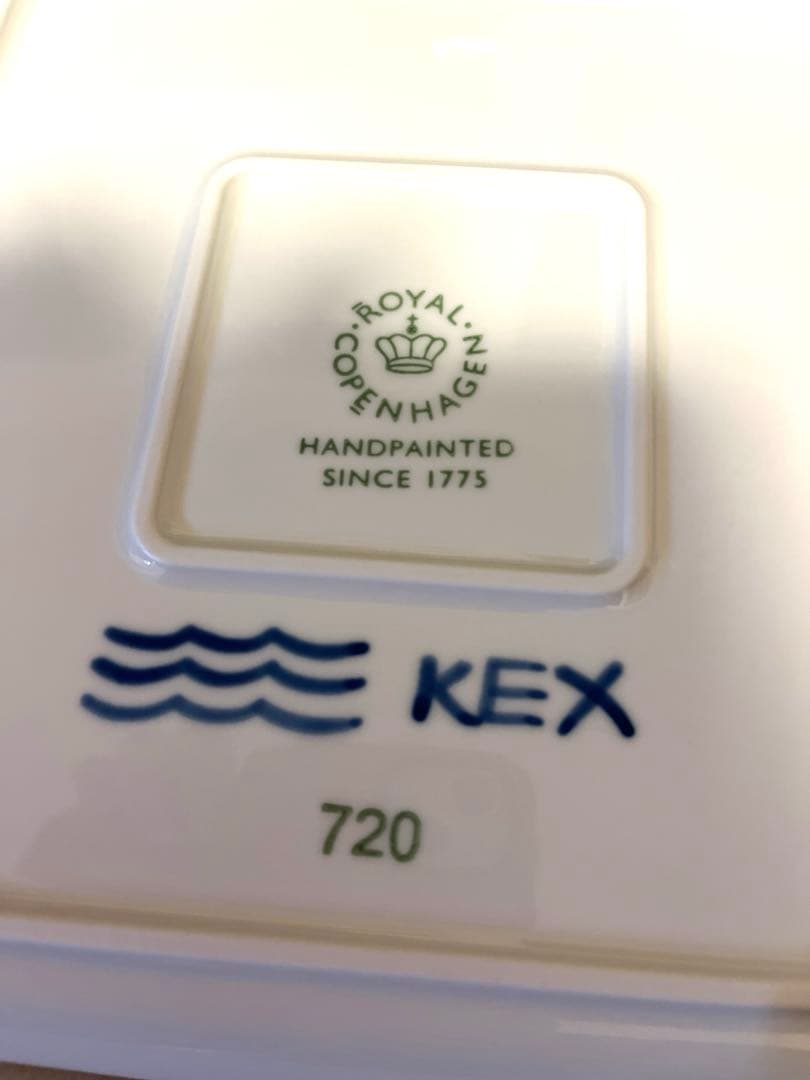 ROYAL
COPENHAGEN
HANDPAINTED
SINCE 1775
KEX
720